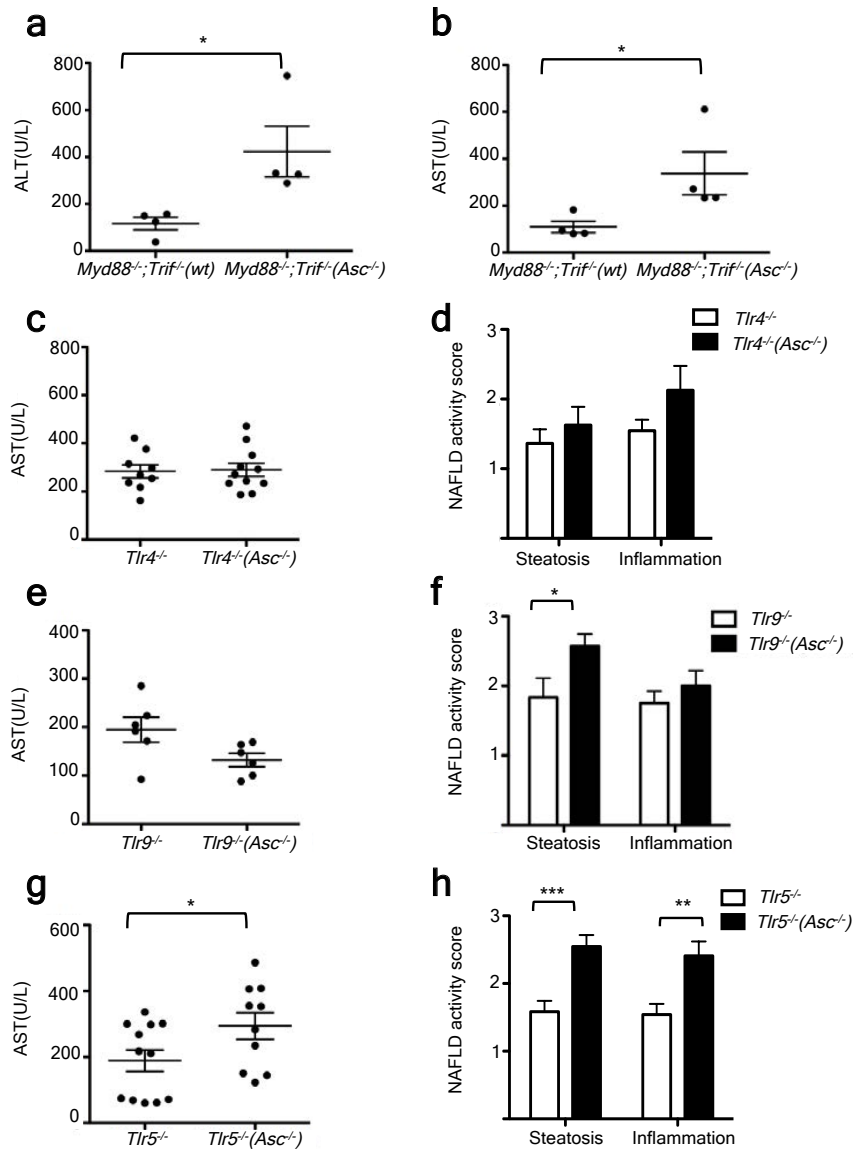 a
*
800
600
400
200
0
ALT(U/L)
Myd88-/-;Trif-/-(wt) Myd88-/-;Trif-/-(Asc-/-)
b
*
800
600
400
200
0
AST(U/L)
Myd88-/-;Trif-/-(wt) Myd88-/-;Trif-/-(Asc-/-)
c
800
600
400
200
0
AST(U/L)
Tlr4-/- Tlr4-/-(Asc-/-)
d
Tlr4-/-
Tlr4-/-(Asc-/-)
3
2
1
NAFLD activity score
Steatosis Inflammation
e
400
300
200
100
0
AST(U/L)
Tlr9-/- Tlr9-/-(Asc-/-)
f
Tlr9-/-
Tlr9-/-(Asc-/-)
*
3
2
1
NAFLD activity score
Steatosis Inflammation
g
*
600
400
200
0
AST(U/L)
Tlr5-/- Tlr5-/-(Asc-/-)
h
Tlr5-/-
Tlr5-/-(Asc-/-)
*** **
3
2
1
NAFLD activity score
Steatosis Inflammation